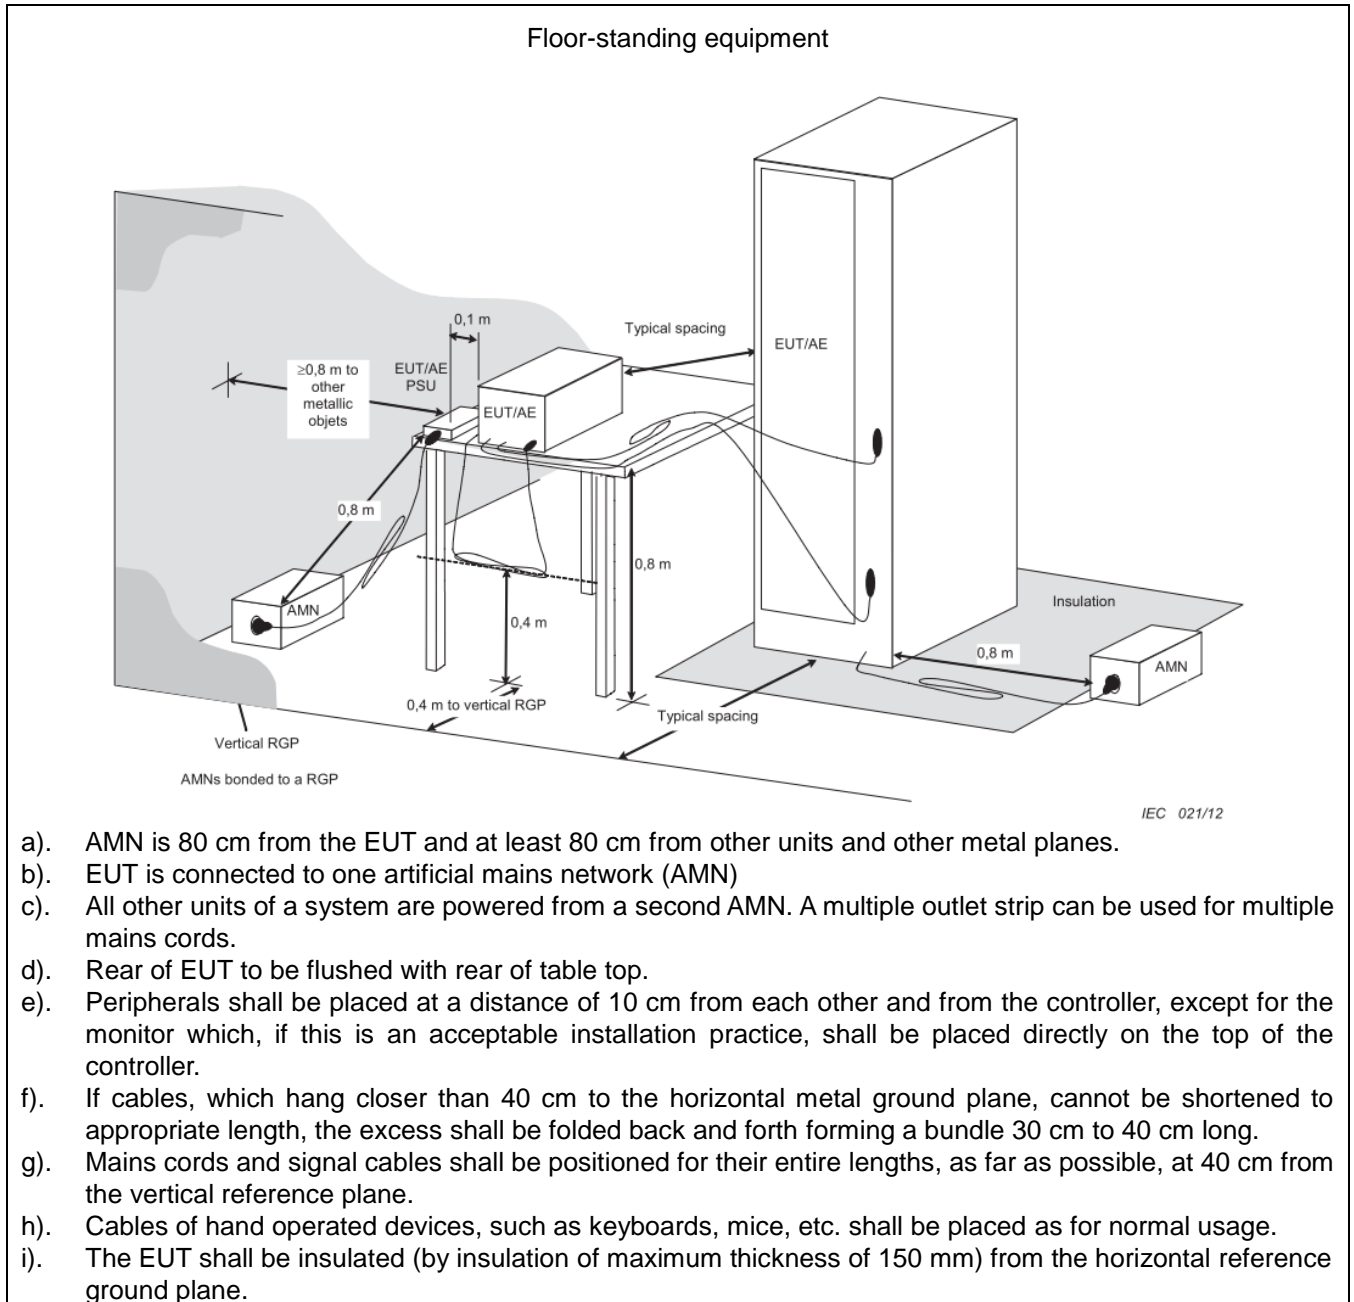 Floor-standing equipment
0,1 m
Typical spacing
EUT/AE
≥0,8 m to
other
metallic
objets
EUT/AE
PSU
EUT/AE
0,8 m
0,8 m
AMN
0,4 m
Insulation
0,8 m
AMN
0,4 m to vertical RGP
Typical spacing
Vertical RGP
AMNs bonded to a RGP
IEC 021/12
a). AMN is 80 cm from the EUT and at least 80 cm from other units and other metal planes.
b). EUT is connected to one artificial mains network (AMN)
c). All other units of a system are powered from a second AMN. A multiple outlet strip can be used for multiple
mains cords.
d). Rear of EUT to be flushed with rear of table top.
e). Peripherals shall be placed at a distance of 10 cm from each other and from the controller, except for the
monitor which, if this is an acceptable installation practice, shall be placed directly on the top of the
controller.
f). If cables, which hang closer than 40 cm to the horizontal metal ground plane, cannot be shortened to
appropriate length, the excess shall be folded back and forth forming a bundle 30 cm to 40 cm long.
g). Mains cords and signal cables shall be positioned for their entire lengths, as far as possible, at 40 cm from
the vertical reference plane.
h). Cables of hand operated devices, such as keyboards, mice, etc. shall be placed as for normal usage.
i). The EUT shall be insulated (by insulation of maximum thickness of 150 mm) from the horizontal reference
ground plane.